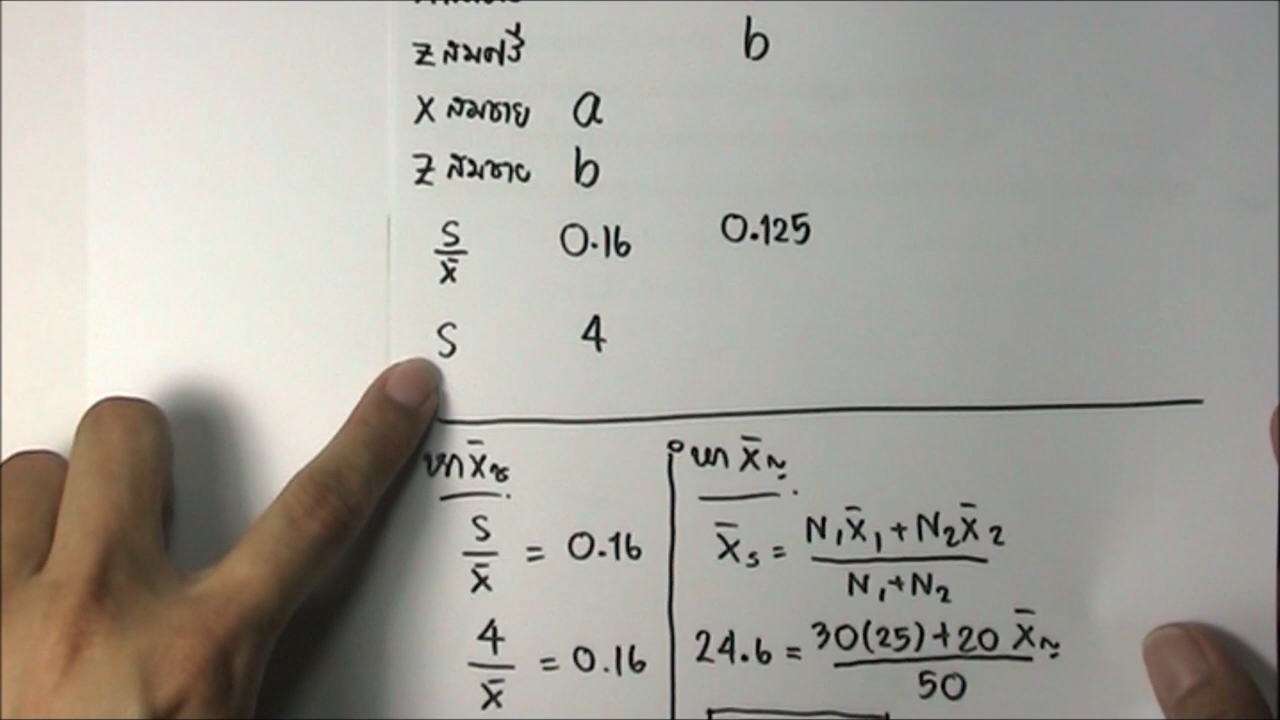 Z สมศรี b
X สมชาย a
Z สมชาย b
S/x̄ 0.16 0.125
S 4
หา x̄ช
S/x̄ = 0.16
4/x̄ = 0.16
หา x̄ญ
x̄s = N₁x̄₁+N₂x̄₂ / N₁+N₂
24.6 = 30(25)+20 x̄ญ / 50